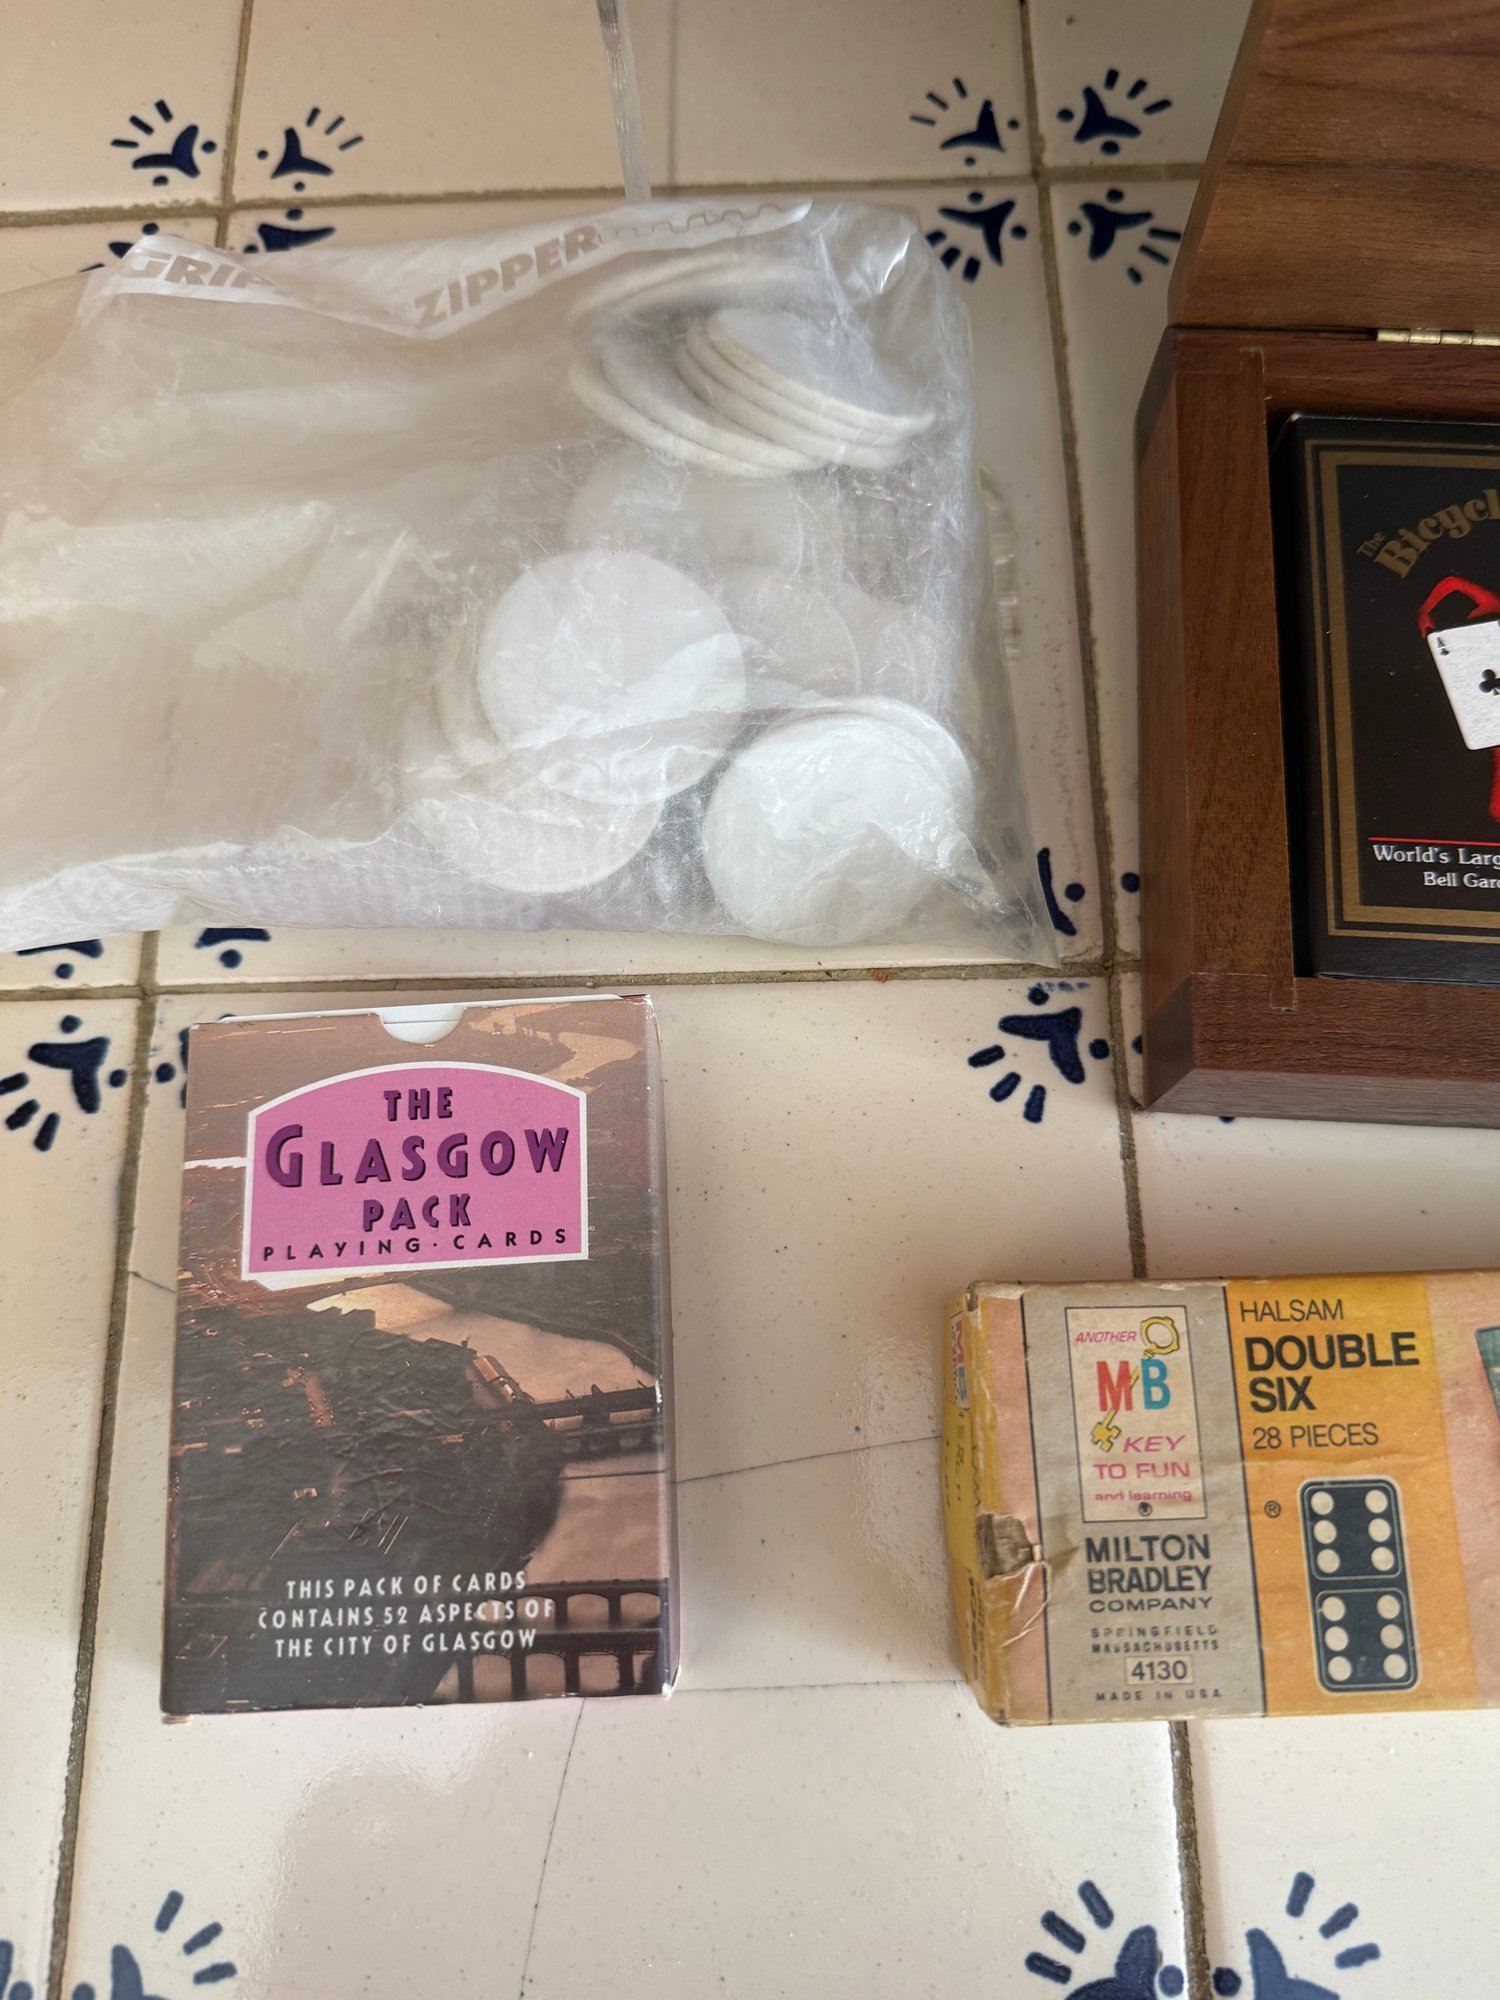 GRIP
ZIPPER
The
Bicycl
A
World's Larg
Bell Gard
THE
GLASGOW
PACK
PLAYING·CARDS
THIS PACK OF CARDS
CONTAINS 52 ASPECTS OF
THE CITY OF GLASGOW
ANOTHER
MB
KEY
TO FUN
and learning
MILTON
BRADLEY
COMPANY
SPRINGFIELD
MASSACHUSETTS
4130
MADE IN USA
HALSAM
DOUBLE
SIX
28 PIECES
®
MB